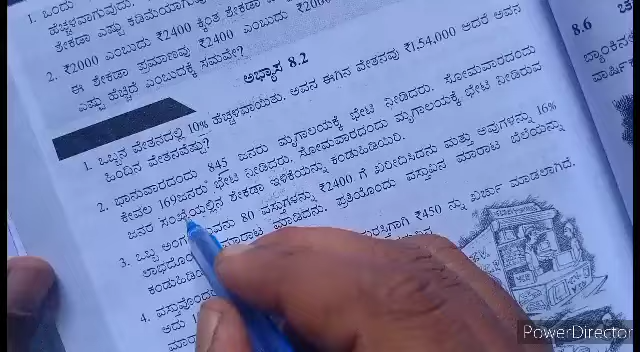 1. ಒಂದು
ಹೆಚ್ಚಳವಾಗುವುದು.
ಶೇಕಡಾ ಎಷ್ಟು ಕಡಿಮೆಯಾಗು
2. ₹2000 ಎಂಬುದು ₹2400 ಕ್ಕಿಂತ ಶೇಕಡಾ
ಈ ಶೇಕಡಾ ಪ್ರಮಾಣವು ₹2400 ಎಂಬುದು ₹2000
ಎಷ್ಟು ಹೆಚ್ಚಿದೆ ಎಂಬುದಕ್ಕೆ ಸಮವೇ?
ಅಭ್ಯಾಸ 8.2
1. ಒಬ್ಬನ ವೇತನದಲ್ಲಿ 10% ಹೆಚ್ಚಳವಾಯಿತು. ಅವನ ಈಗಿನ ವೇತನವು ₹1,54,000 ಆದರೆ ಅವನ
ಹಿಂದಿನ ವೇತನವೆಷ್ಟು?
2. ಭಾನುವಾರದಂದು 845 ಜನರು ಮೃಗಾಲಯಕ್ಕೆ ಭೇಟಿ ನೀಡಿದರು. ಸೋಮವಾರದಂದು
ಕೇವಲ 169ಜನರು ಭೇಟಿ ನೀಡಿದರು. ಸೋಮವಾರದಂದು ಮೃಗಾಲಯಕ್ಕೆ ಭೇಟಿ ನೀಡಿರುವ
ಜನರ ಸಂಖ್ಯೆಯಲ್ಲಿನ ಶೇಕಡಾ ಇಳಿಕೆಯನ್ನು ಕಂಡುಹಿಡಿಯಿರಿ.
3. ಒಬ್ಬ ಅಂಗ 80 ವಸ್ತುಗಳನ್ನು ₹2400 ಗೆ ಖರೀದಿಸಿದನು ಮತ್ತು ಅವುಗಳನ್ನು 16%
ಲಾಭದೊಂ ಮಾರಾಟ ಮಾಡಿದನು. ಪ್ರತಿಯೊಂದು ವಸ್ತುವಿನ ಮಾರಾಟ ಬೆಲೆಯನ್ನು
ಕಂಡುಹಿಡಿ
4. ವಸ್ತುವೊಂದ ₹450 ನ್ನು ಖರ್ಚು ಮಾಡಲಾಗಿದೆ.
ಅದು 1
ಮಾರ
8.6
ಬ್ಯಾಂಕಿನ
ವಾರ್ಷಿಕ
PowerDirector